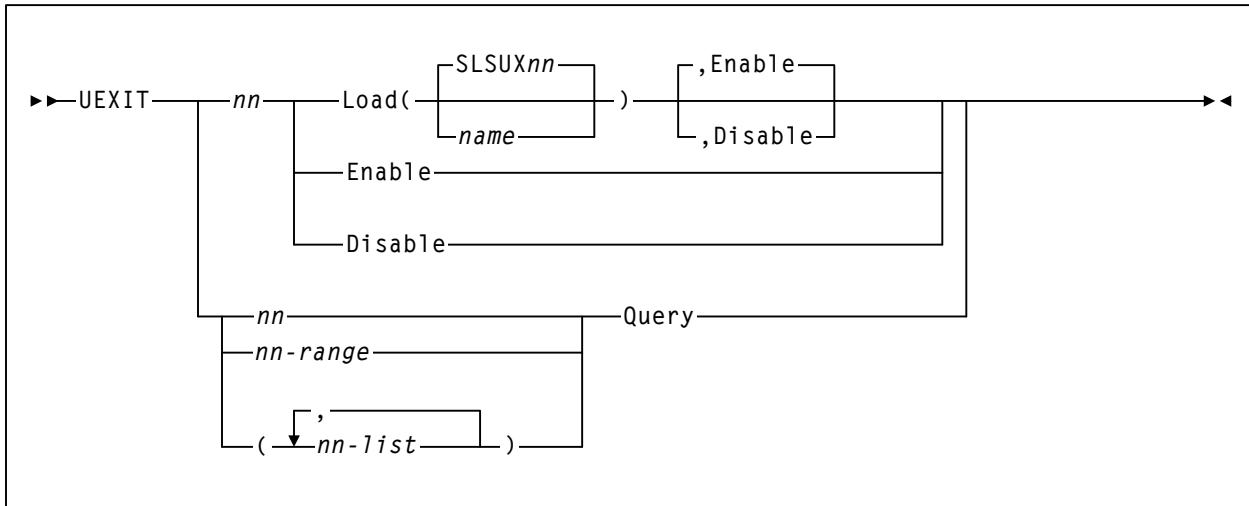 SLSUXnn ,Enable
UEXIT nn Load( )
name ,Disable
Enable
Disable
nn Query
nn-range
,
( nn-list )